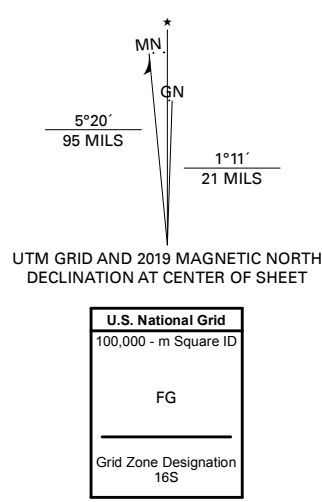 ★
MN
GN
5°20´
95 MILS
1°11´
21 MILS
UTM GRID AND 2019 MAGNETIC NORTH
DECLINATION AT CENTER OF SHEET
U.S. National Grid
100,000 - m Square ID
FG
Grid Zone Designation
16S